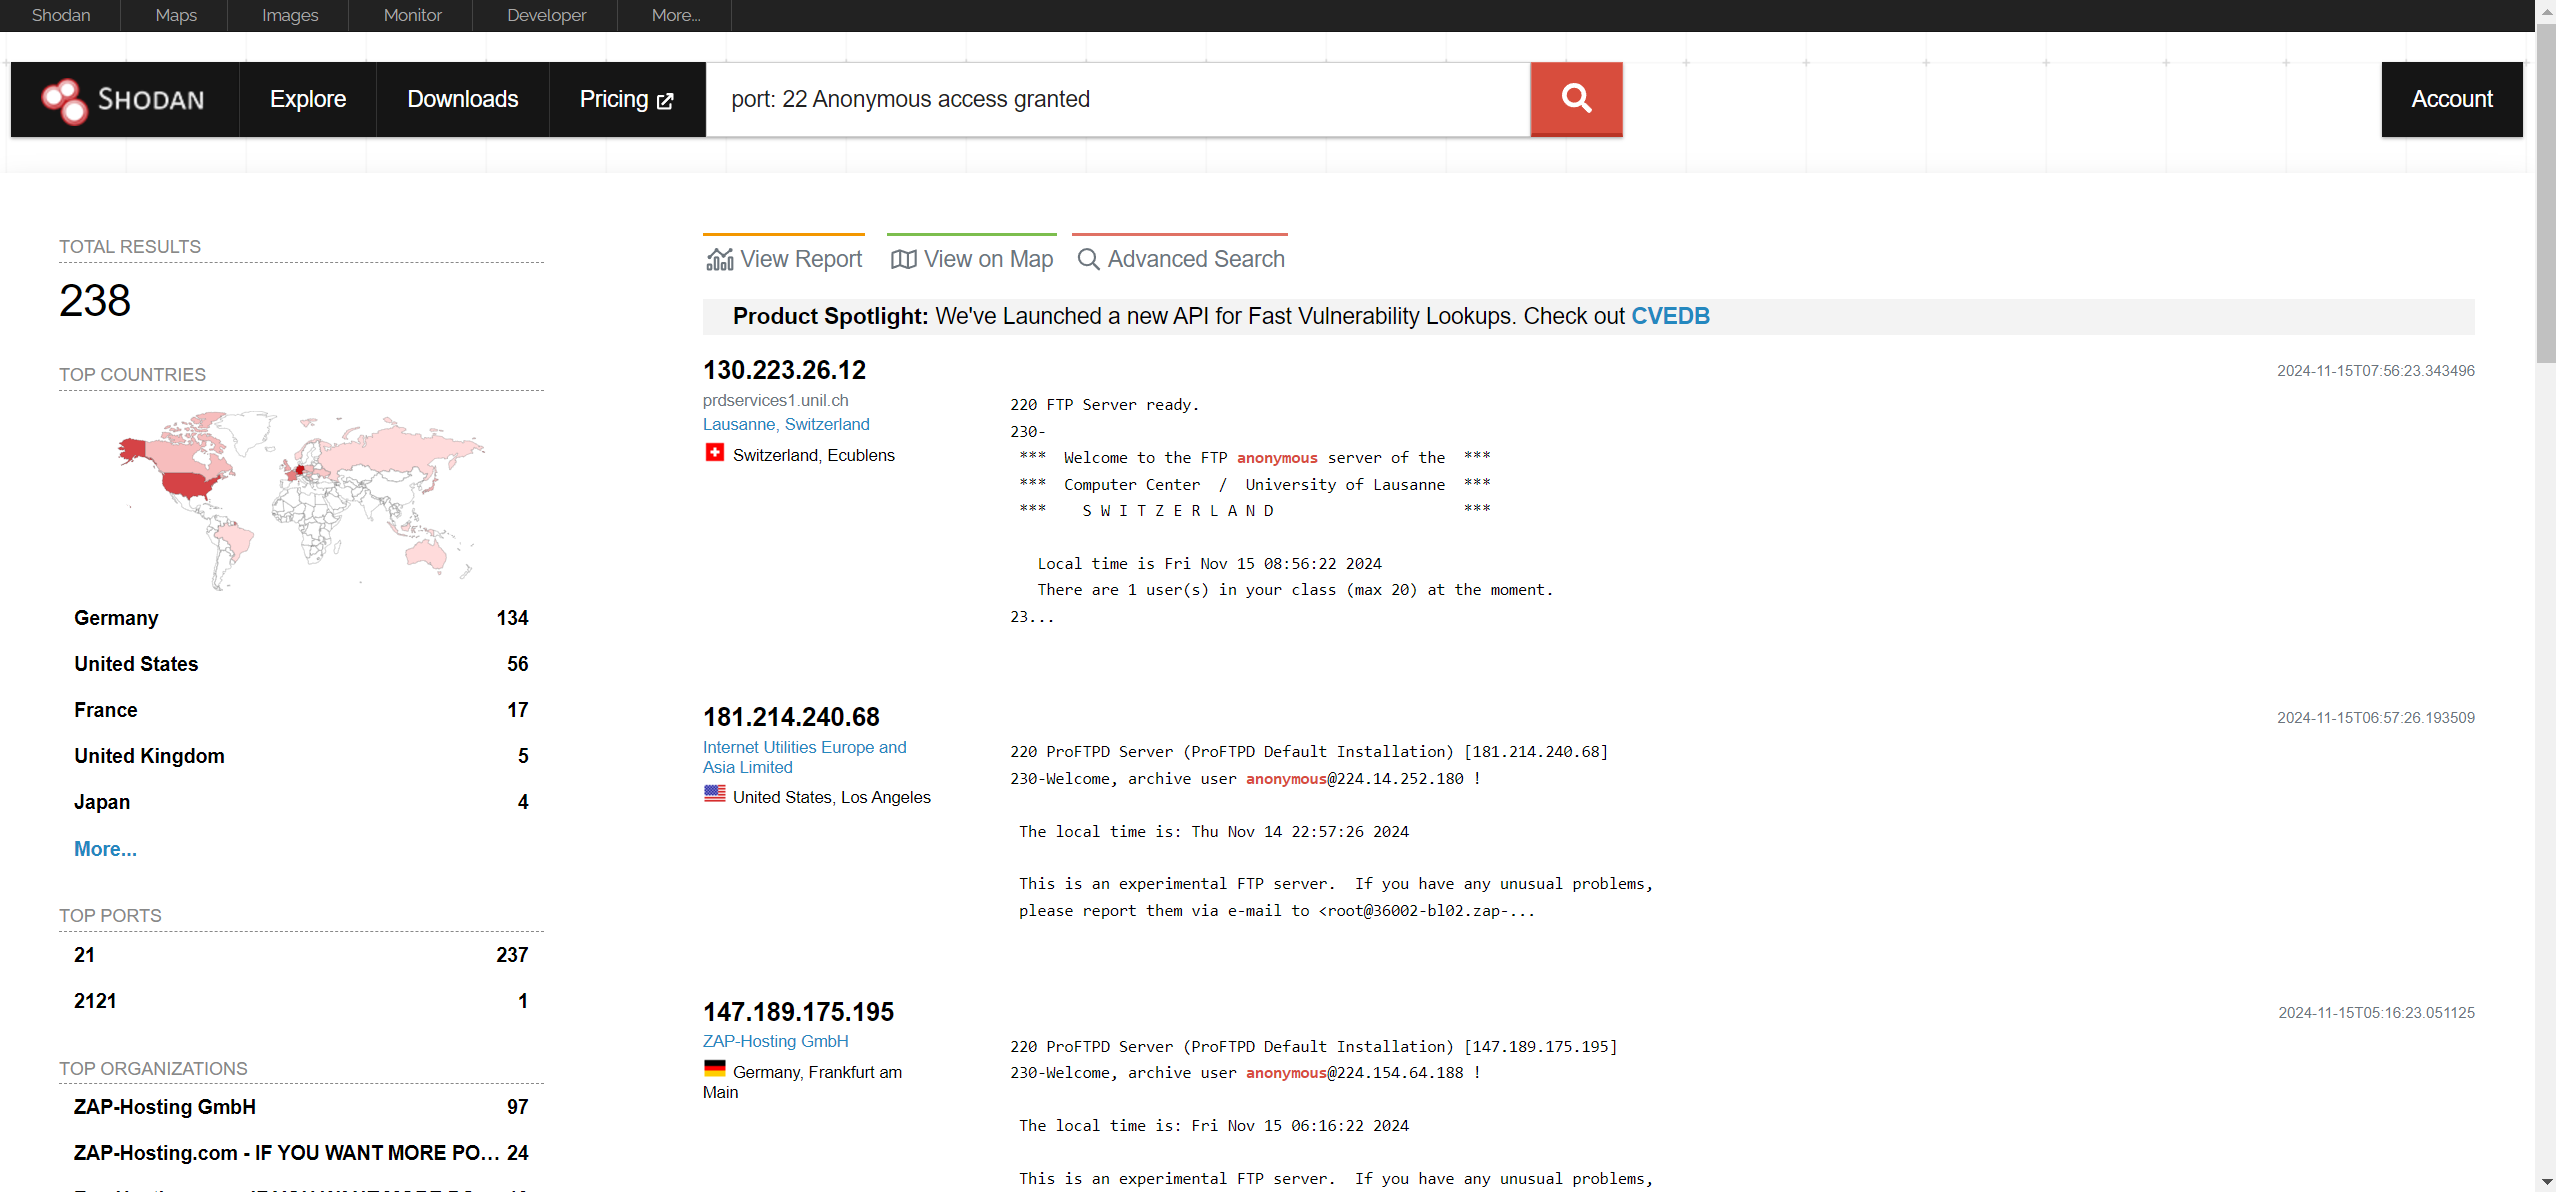 Shodan
Maps
Images
Monitor
Developer
More...
SHODAN
Explore
Downloads
Pricing
port: 22 Anonymous access granted
Account
TOTAL RESULTS
238
TOP COUNTRIES
Germany 134
United States 56
France 17
United Kingdom 5
Japan 4
More...
TOP PORTS
21 237
2121 1
TOP ORGANIZATIONS
ZAP-Hosting GmbH 97
ZAP-Hosting.com - IF YOU WANT MORE PO... 24
View Report
View on Map
Advanced Search
Product Spotlight: We've Launched a new API for Fast Vulnerability Lookups. Check out CVEDB
130.223.26.12
2024-11-15T07:56:23.343496
prdservices1.unil.ch
Lausanne, Switzerland
Switzerland, Ecublens
220 FTP Server ready.
230-
*** Welcome to the FTP anonymous server of the ***
*** Computer Center / University of Lausanne ***
*** S W I T Z E R L A N D ***
Local time is Fri Nov 15 08:56:22 2024
There are 1 user(s) in your class (max 20) at the moment.
23...
181.214.240.68
2024-11-15T06:57:26.193509
Internet Utilities Europe and
Asia Limited
United States, Los Angeles
220 ProFTPD Server (ProFTPD Default Installation) [181.214.240.68]
230-Welcome, archive user anonymous@224.14.252.180 !
The local time is: Thu Nov 14 22:57:26 2024
This is an experimental FTP server. If you have any unusual problems,
please report them via e-mail to <root@36002-bl02.zap-...
147.189.175.195
2024-11-15T05:16:23.051125
ZAP-Hosting GmbH
Germany, Frankfurt am
Main
220 ProFTPD Server (ProFTPD Default Installation) [147.189.175.195]
230-Welcome, archive user anonymous@224.154.64.188 !
The local time is: Fri Nov 15 06:16:22 2024
This is an experimental FTP server. If you have any unusual problems,